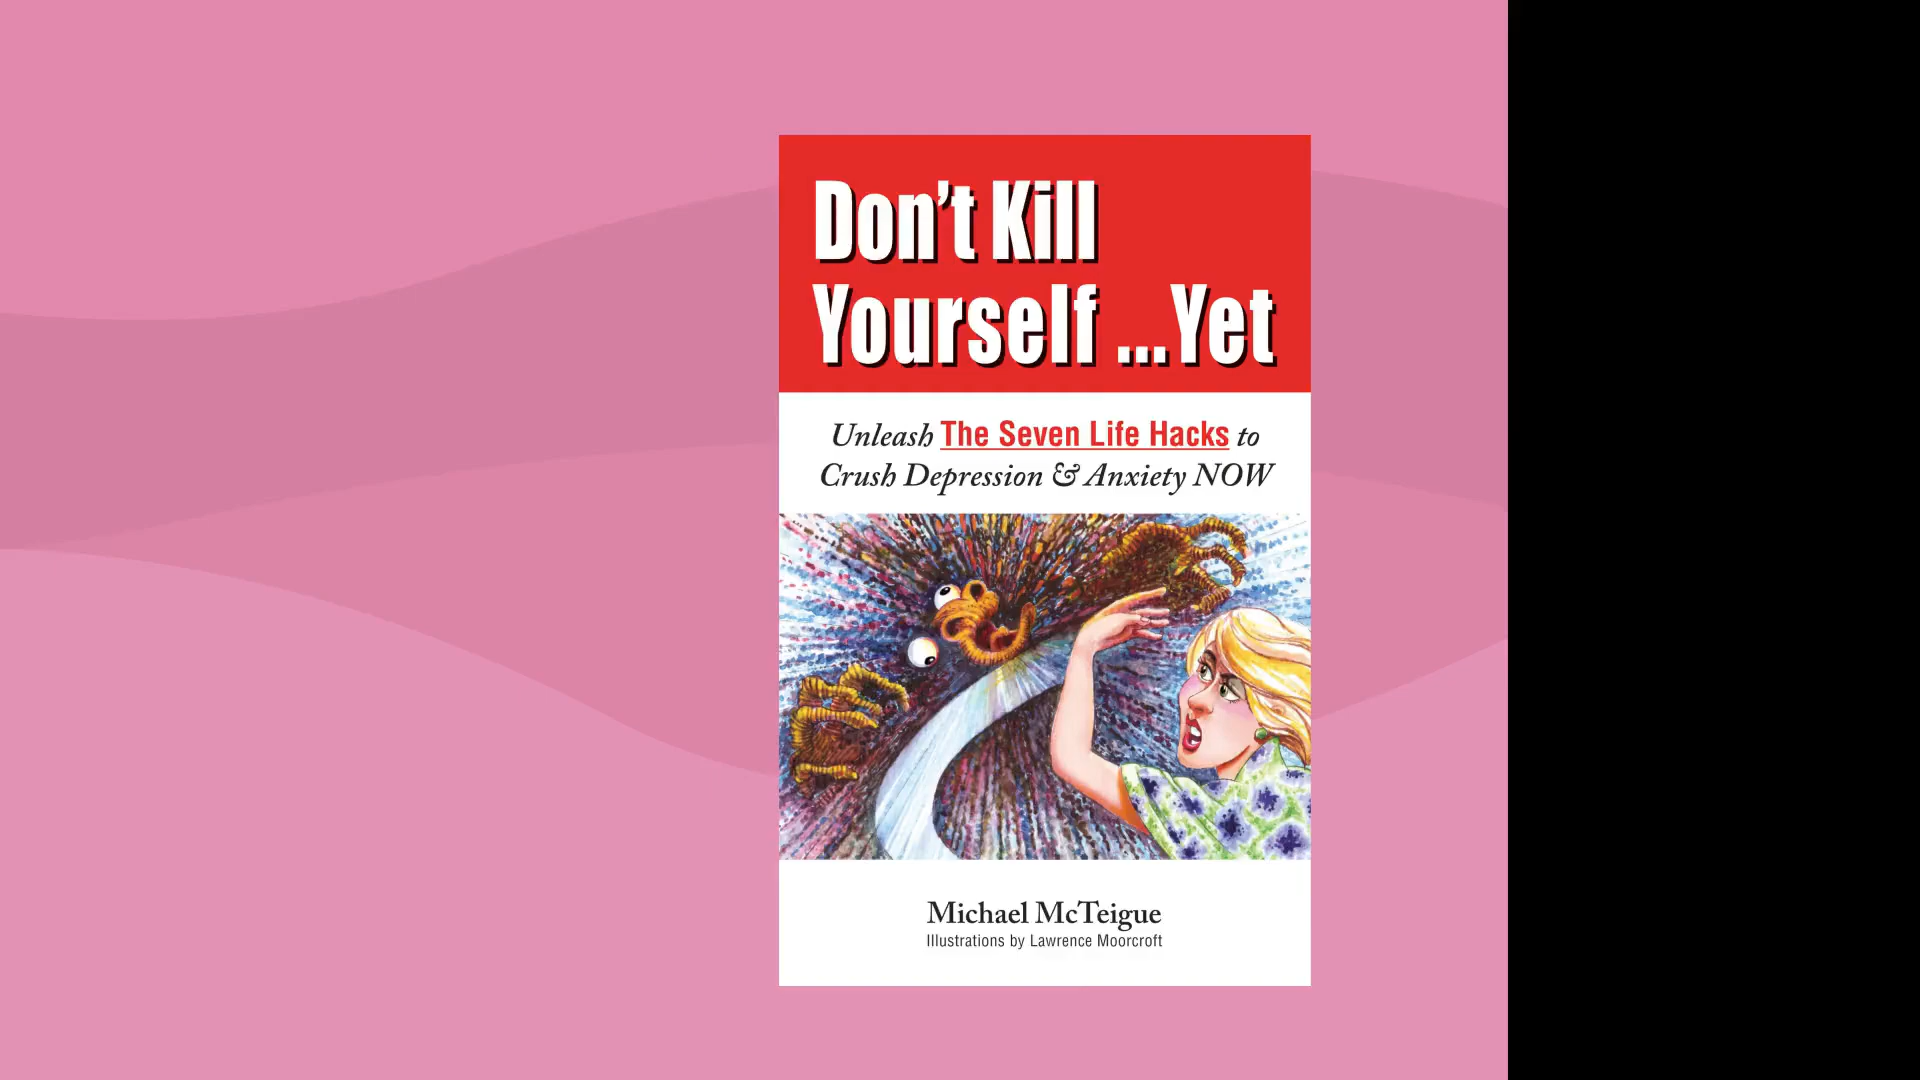 Don't Kill
Yourself ...Yet
Unleash The Seven Life Hacks to
Crush Depression & Anxiety NOW
Michael McTeigue
Illustrations by Lawrence Moorcroft